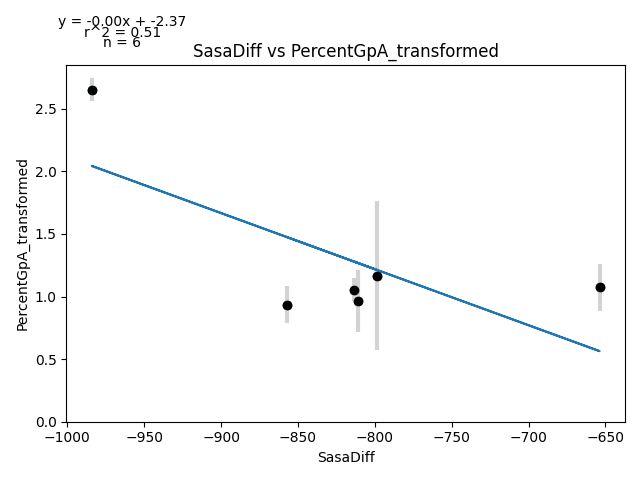 y = -0.00x + -2.37
r^2 = 0.51
n = 6
SasaDiff vs PercentGpA_transformed
PercentGpA_transformed
2.5
2.0
1.5
1.0
0.5
0.0
−1000 −950 −900 −850 −800 −750 −700 −650
SasaDiff